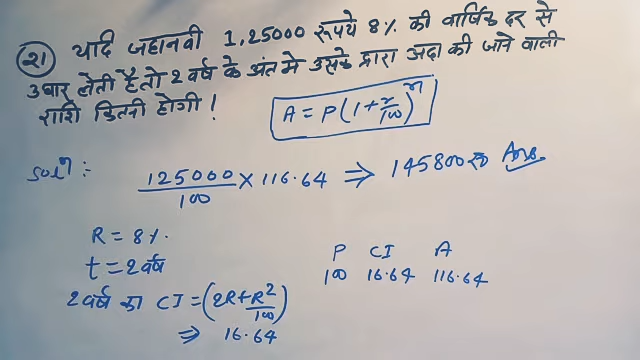 21 यदि जहानवी 1,25000 रूपये 8% की वार्षिक दर से
उधार लेती है तो 2 वर्ष के अंत मे उसके द्वारा अदा की जाने वाली
राशि कितनी होगी !
A = P(1+r/100)^n
solⁿ :-
125000/100 × 116.64 ⇒ 145800 रु Ans.
R = 8%.
t = 2 वर्ष
2 वर्ष का CI = (2R+R²/100)
⇒ 16.64
P CI A
100 16.64 116.64